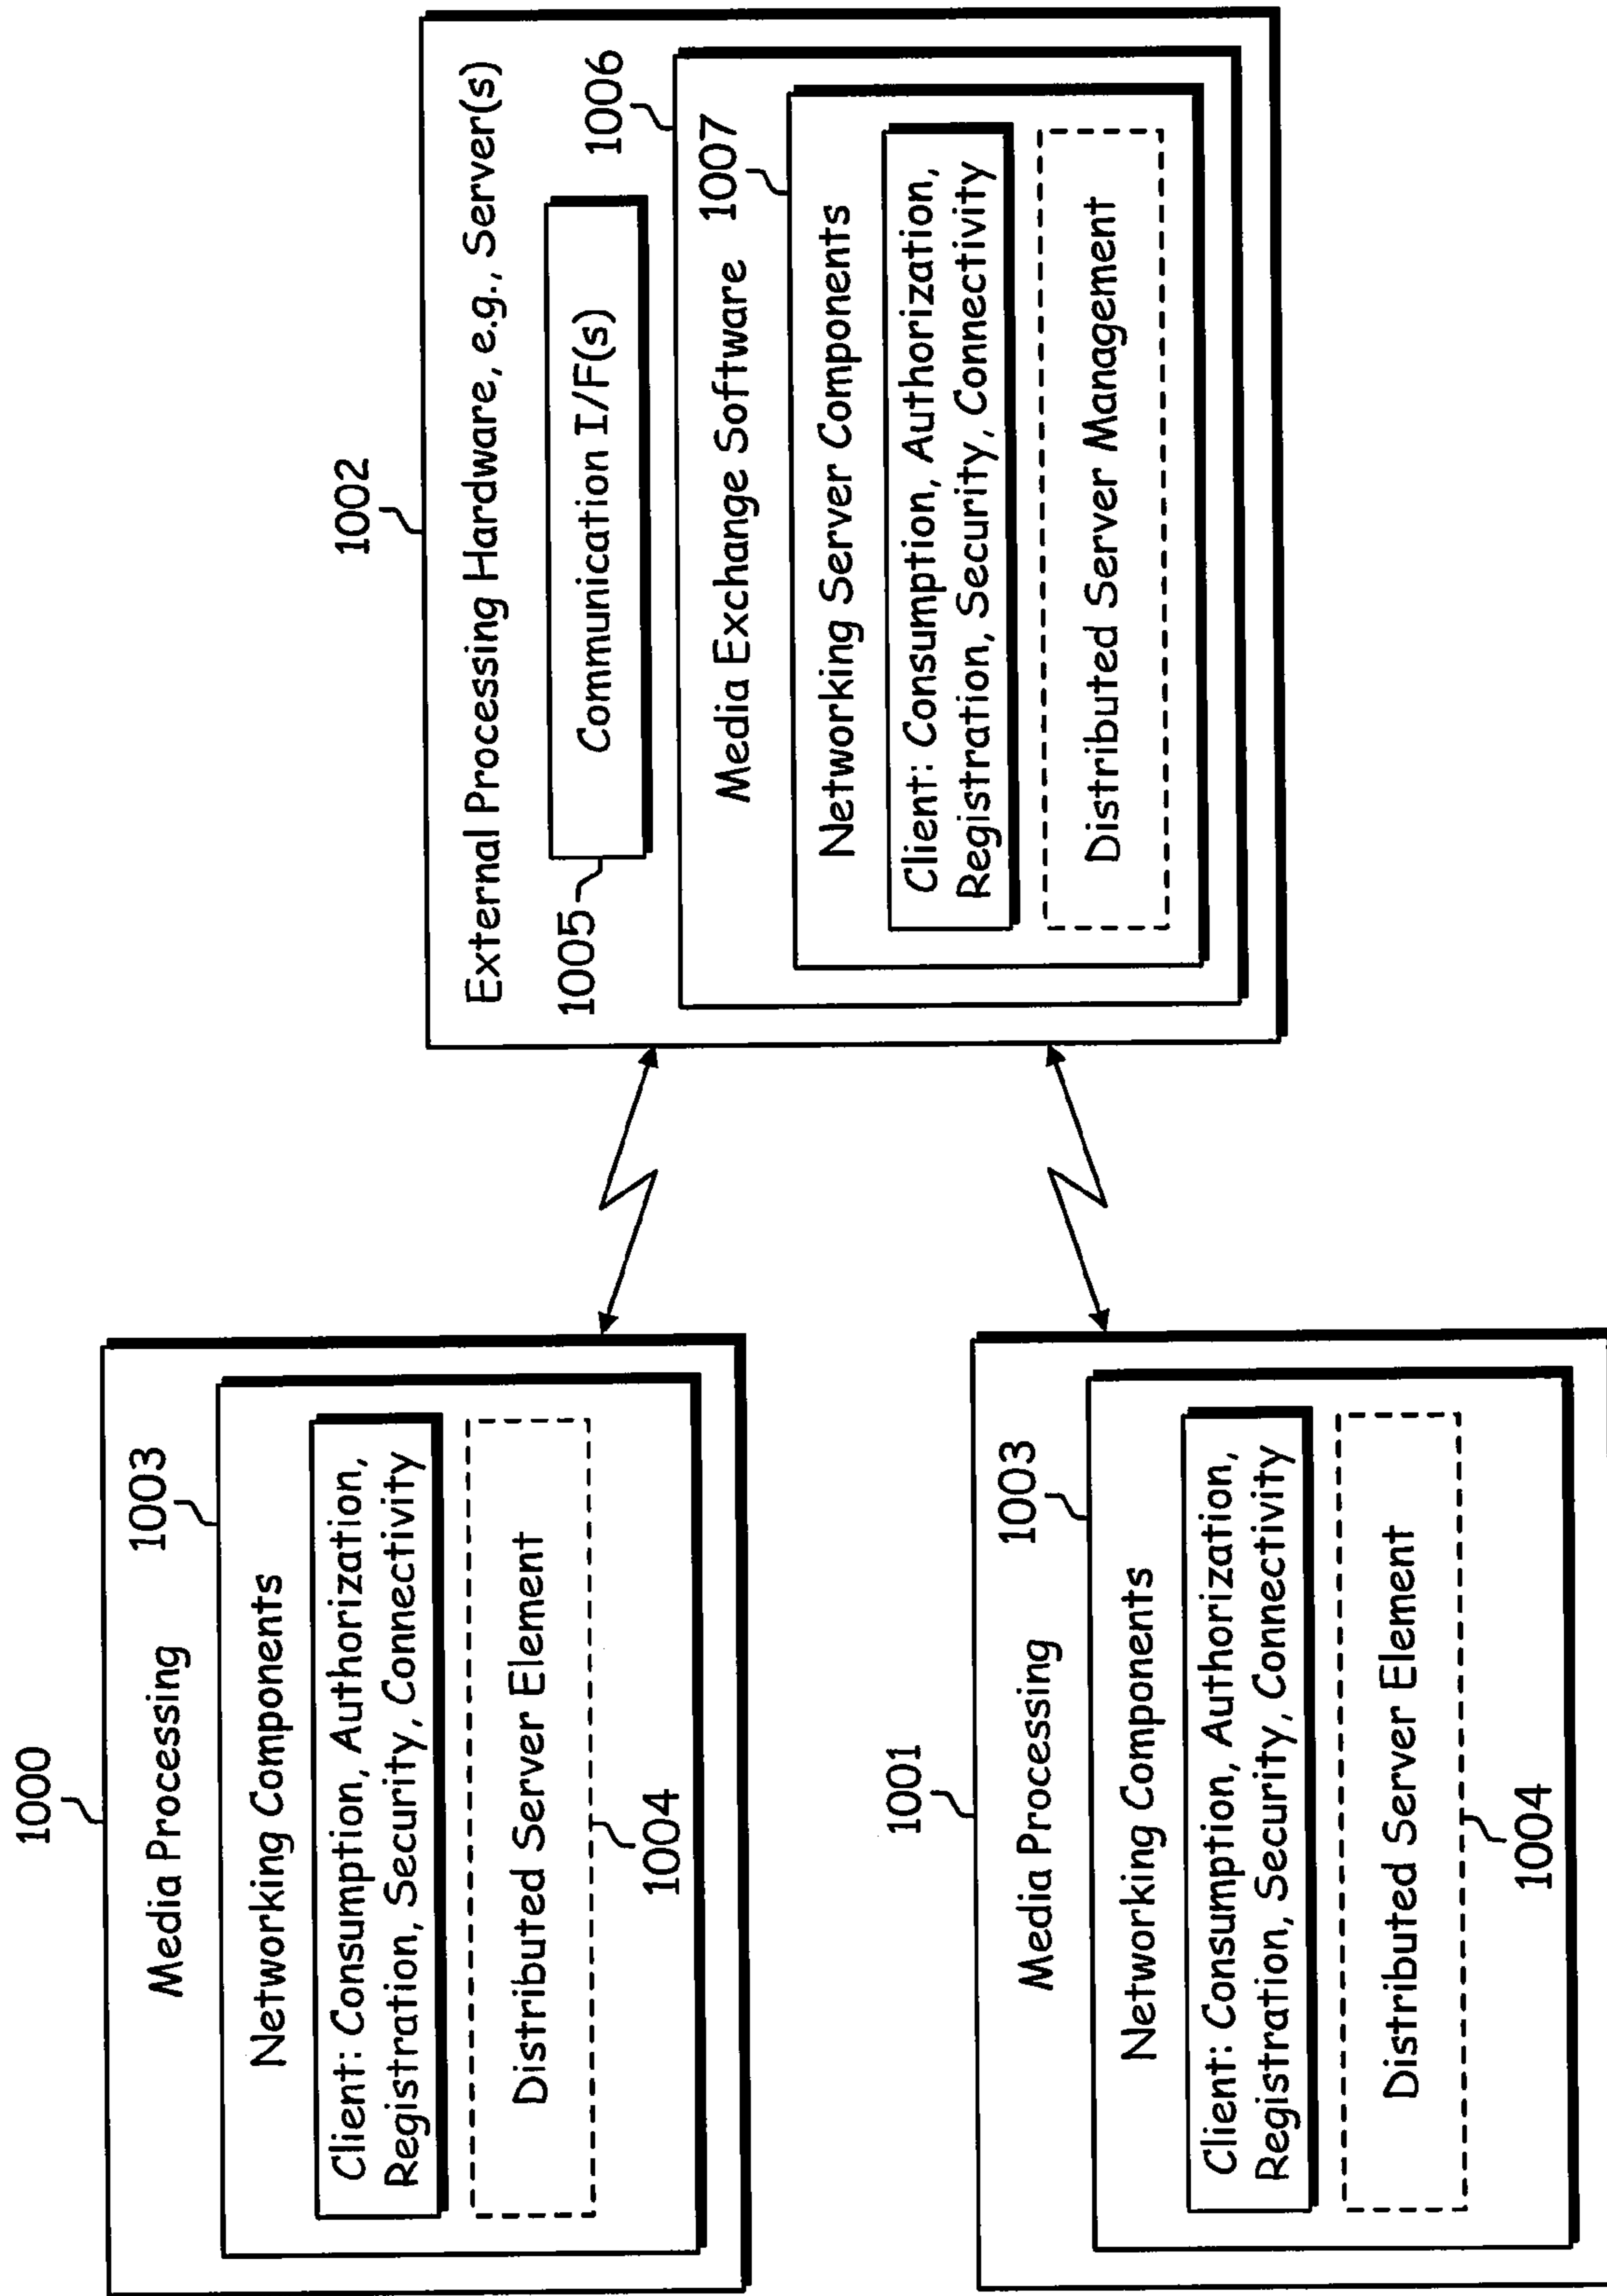 1000
Media Processing
1003
Networking Components
Client: Consumption, Authorization,
Registration, Security, Connectivity
Distributed Server Element
1004
1001
Media Processing
1003
Networking Components
Client: Consumption, Authorization,
Registration, Security, Connectivity
Distributed Server Element
1004
1002
External Processing Hardware, e.g., Server(s)
Communication I/F(s)
1005
1006
Media Exchange Software
1007
Networking Server Components
Client: Consumption, Authorization,
Registration, Security, Connectivity
Distributed Server Management